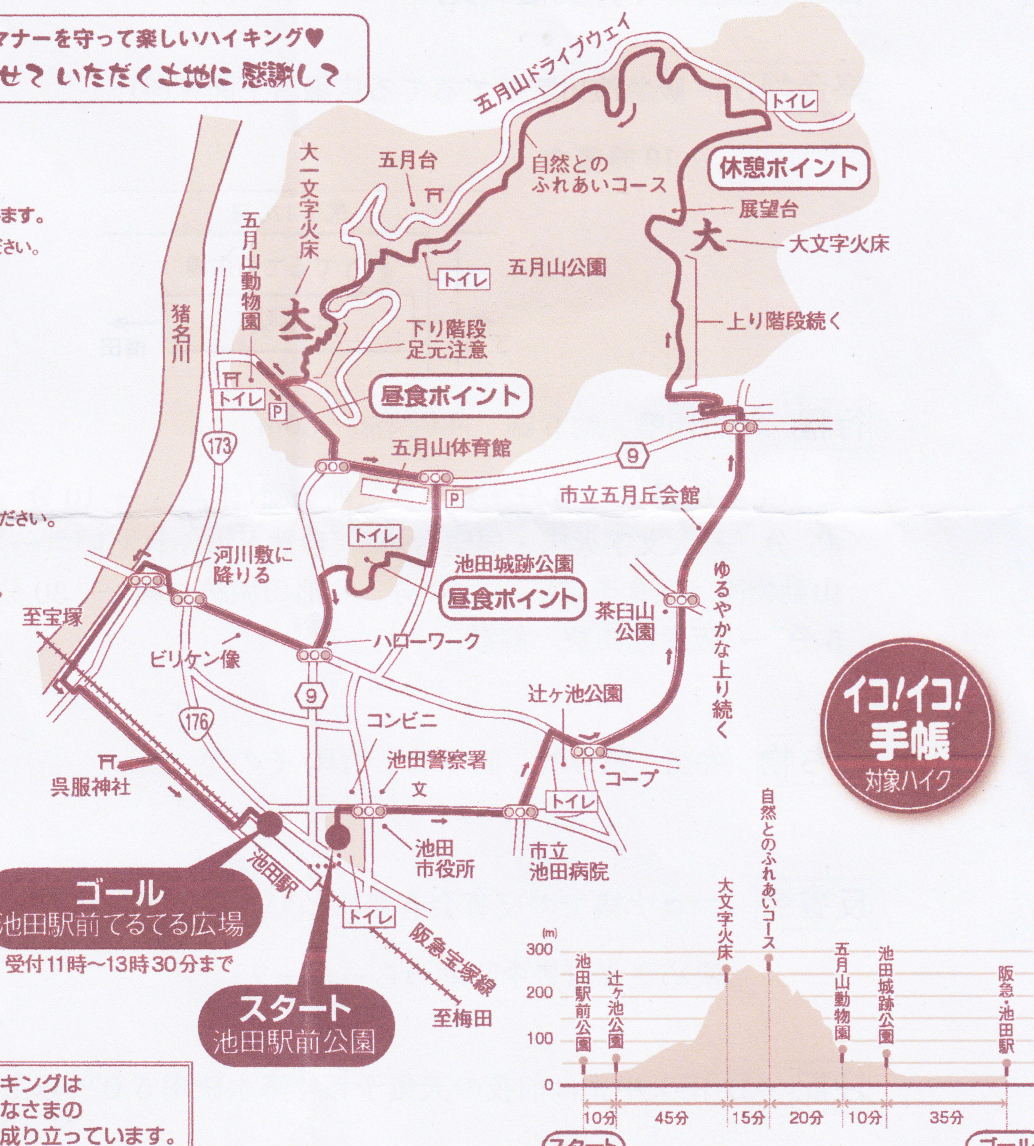 マナーを守って楽しいハイキング♥
せて いただく土地に 感謝して
ます。
ださい。
ださい。
五月山ドライブウェイ
トイレ
大一文字火床
五月台
自然との
ふれあいコース
休憩ポイント
展望台
大
大文字火床
五月山動物園
トイレ
五月山公園
猪名川
大一
下り階段
足元注意
上り階段続く
トイレ
P
昼食ポイント
173
五月山体育館
9
P
市立五月丘会館
トイレ
河川敷に
降りる
池田城跡公園
昼食ポイント
ゆるやかな上り続く
茶臼山
公園
至宝塚
ハローワーク
ビリケン像
9
辻ヶ池公園
176
コンビニ
イコ!イコ!
手帳
対象ハイク
池田警察署
文
コープ
呉服神社
トイレ
池田
市役所
市立
池田病院
池田駅
ゴール
池田駅前てるてる広場
受付11時〜13時30分まで
トイレ
阪急宝塚線
至梅田
スタート
池田駅前公園
(m)
300
200
100
0
池田駅前公園
辻ヶ池公園
大文字火床
自然とのふれあいコース
五月山動物園
池田城跡公園
阪急・池田駅
10分
45分
15分
20分
10分
35分
スタート
ゴール
キングは
なさまの
成り立っています。